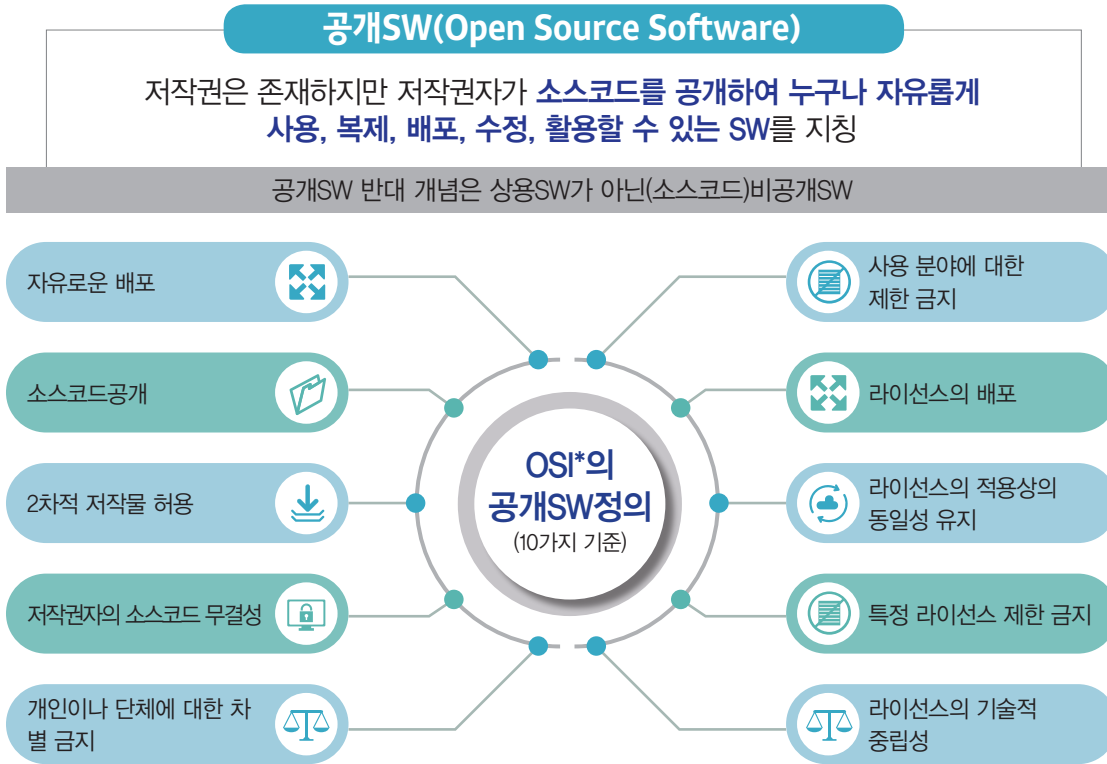 공개SW(Open Source Software)
저작권은 존재하지만 저작권자가 소스코드를 공개하여 누구나 자유롭게
사용, 복제, 배포, 수정, 활용할 수 있는 SW를 지칭
공개SW 반대 개념은 상용SW가 아닌(소스코드)비공개SW
자유로운 배포
소스코드공개
2차적 저작물 허용
저작권자의 소스코드 무결성
개인이나 단체에 대한 차
별 금지
OSI*의
공개SW정의
(10가지 기준)
사용 분야에 대한
제한 금지
라이선스의 배포
라이선스의 적용상의
동일성 유지
특정 라이선스 제한 금지
라이선스의 기술적
중립성